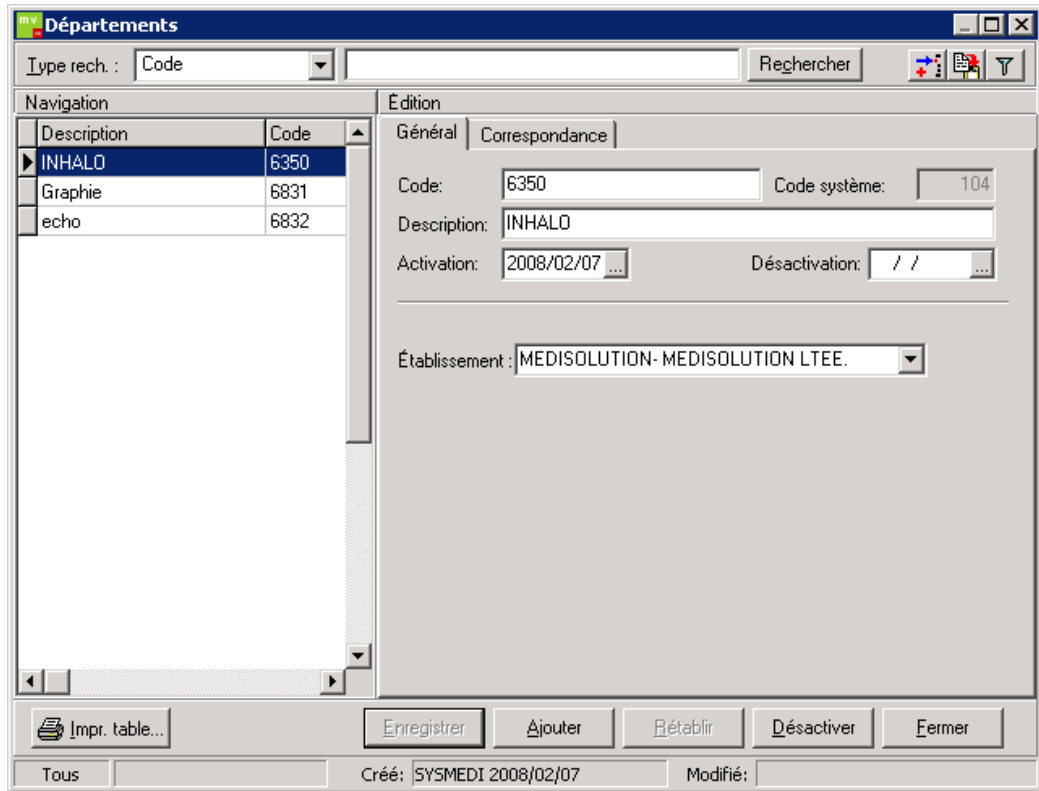 mv Départements
Type rech. : Code Rechercher
Navigation Édition
Description Code
INHALO 6350
Graphie 6831
echo 6832
Général Correspondance
Code: 6350 Code système: 104
Description: INHALO
Activation: 2008/02/07 ... Désactivation: / / ...
Établissement : MEDISOLUTION- MEDISOLUTION LTEE.
Impr. table... Enregistrer Ajouter Rétablir Désactiver Fermer
Tous Créé: SYSMEDI 2008/02/07 Modifié: